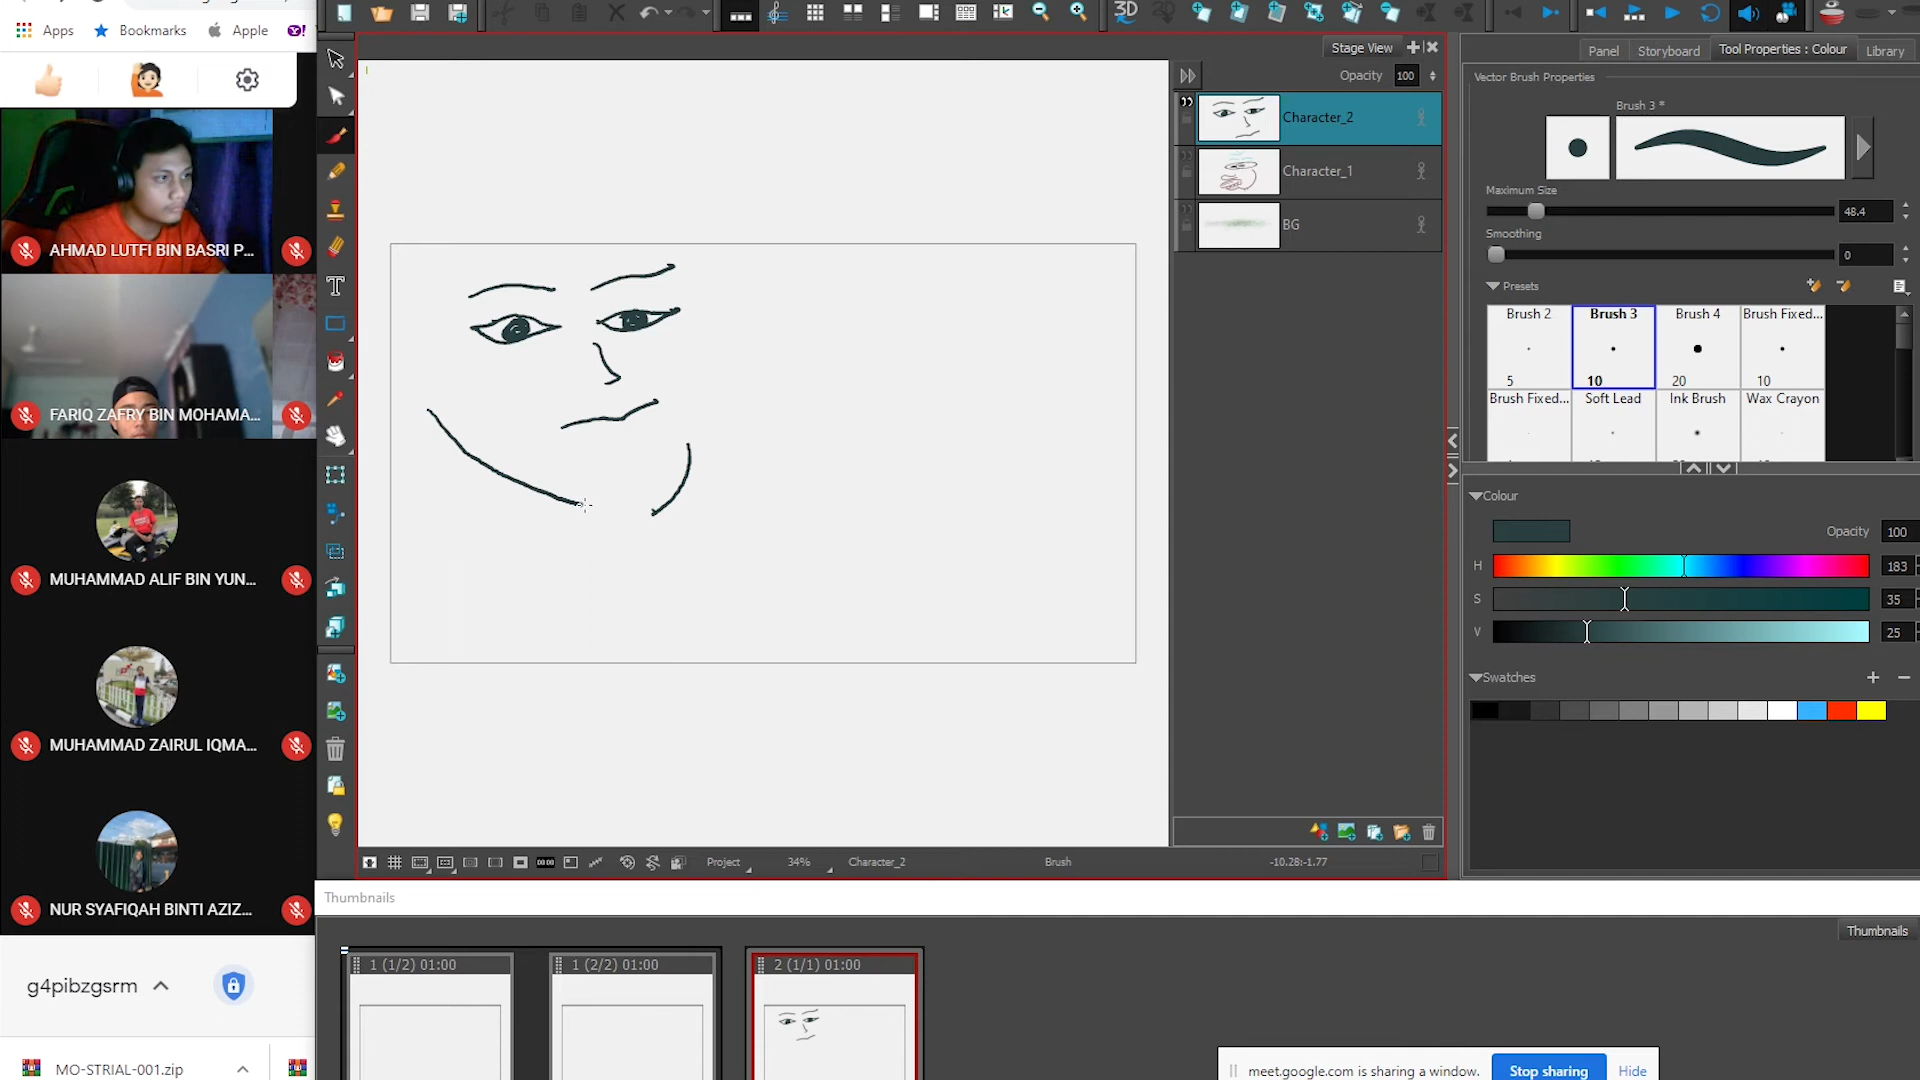 Apps Bookmarks Apple
Stage View
Panel Storyboard Tool Properties : Colour Library
Opacity 100
Vector Brush Properties
Brush 3 *
Character_2
Character_1
BG
Maximum Size
48.4
Smoothing
0
Presets
Brush 2 Brush 3 Brush 4 Brush Fixed...
5 10 20 10
Brush Fixed... Soft Lead Ink Brush Wax Crayon
Colour
Opacity 100
H 183
S 35
V 25
Swatches
3D
T
AHMAD LUTFI BIN BASRI P...
FARIQ ZAFRY BIN MOHAMA...
MUHAMMAD ALIF BIN YUN...
MUHAMMAD ZAIRUL IQMA...
NUR SYAFIQAH BINTI AZIZ...
Project 34% Character_2 Brush -10.28:-1.77
Thumbnails
Thumbnails
1 (1/2) 01:00 1 (2/2) 01:00 2 (1/1) 01:00
g4pibzgsrm
MO-STRIAL-001.zip
meet.google.com is sharing a window. Stop sharing Hide